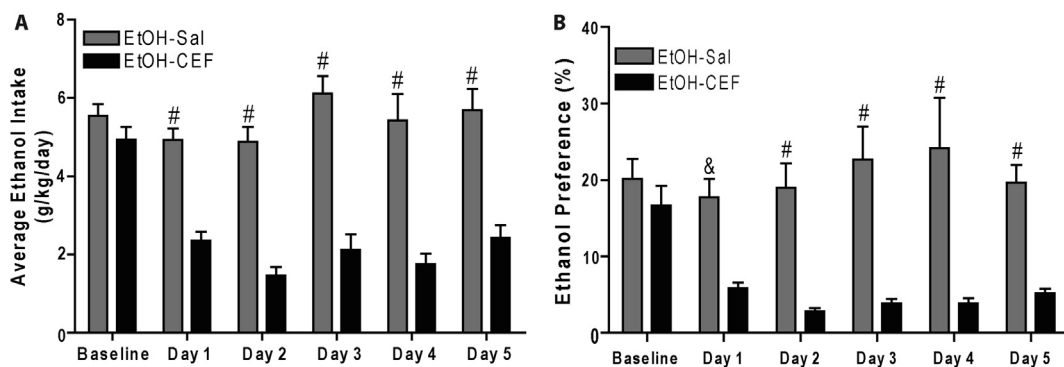 A
8
6
4
2
0
Average Ethanol Intake
(g/kg/day)
EtOH-Sal
EtOH-CEF
#
#
#
#
#
Baseline Day 1 Day 2 Day 3 Day 4 Day 5
B
40
30
20
10
0
Ethanol Preference (%)
EtOH-Sal
EtOH-CEF
&
#
#
#
#
Baseline Day 1 Day 2 Day 3 Day 4 Day 5